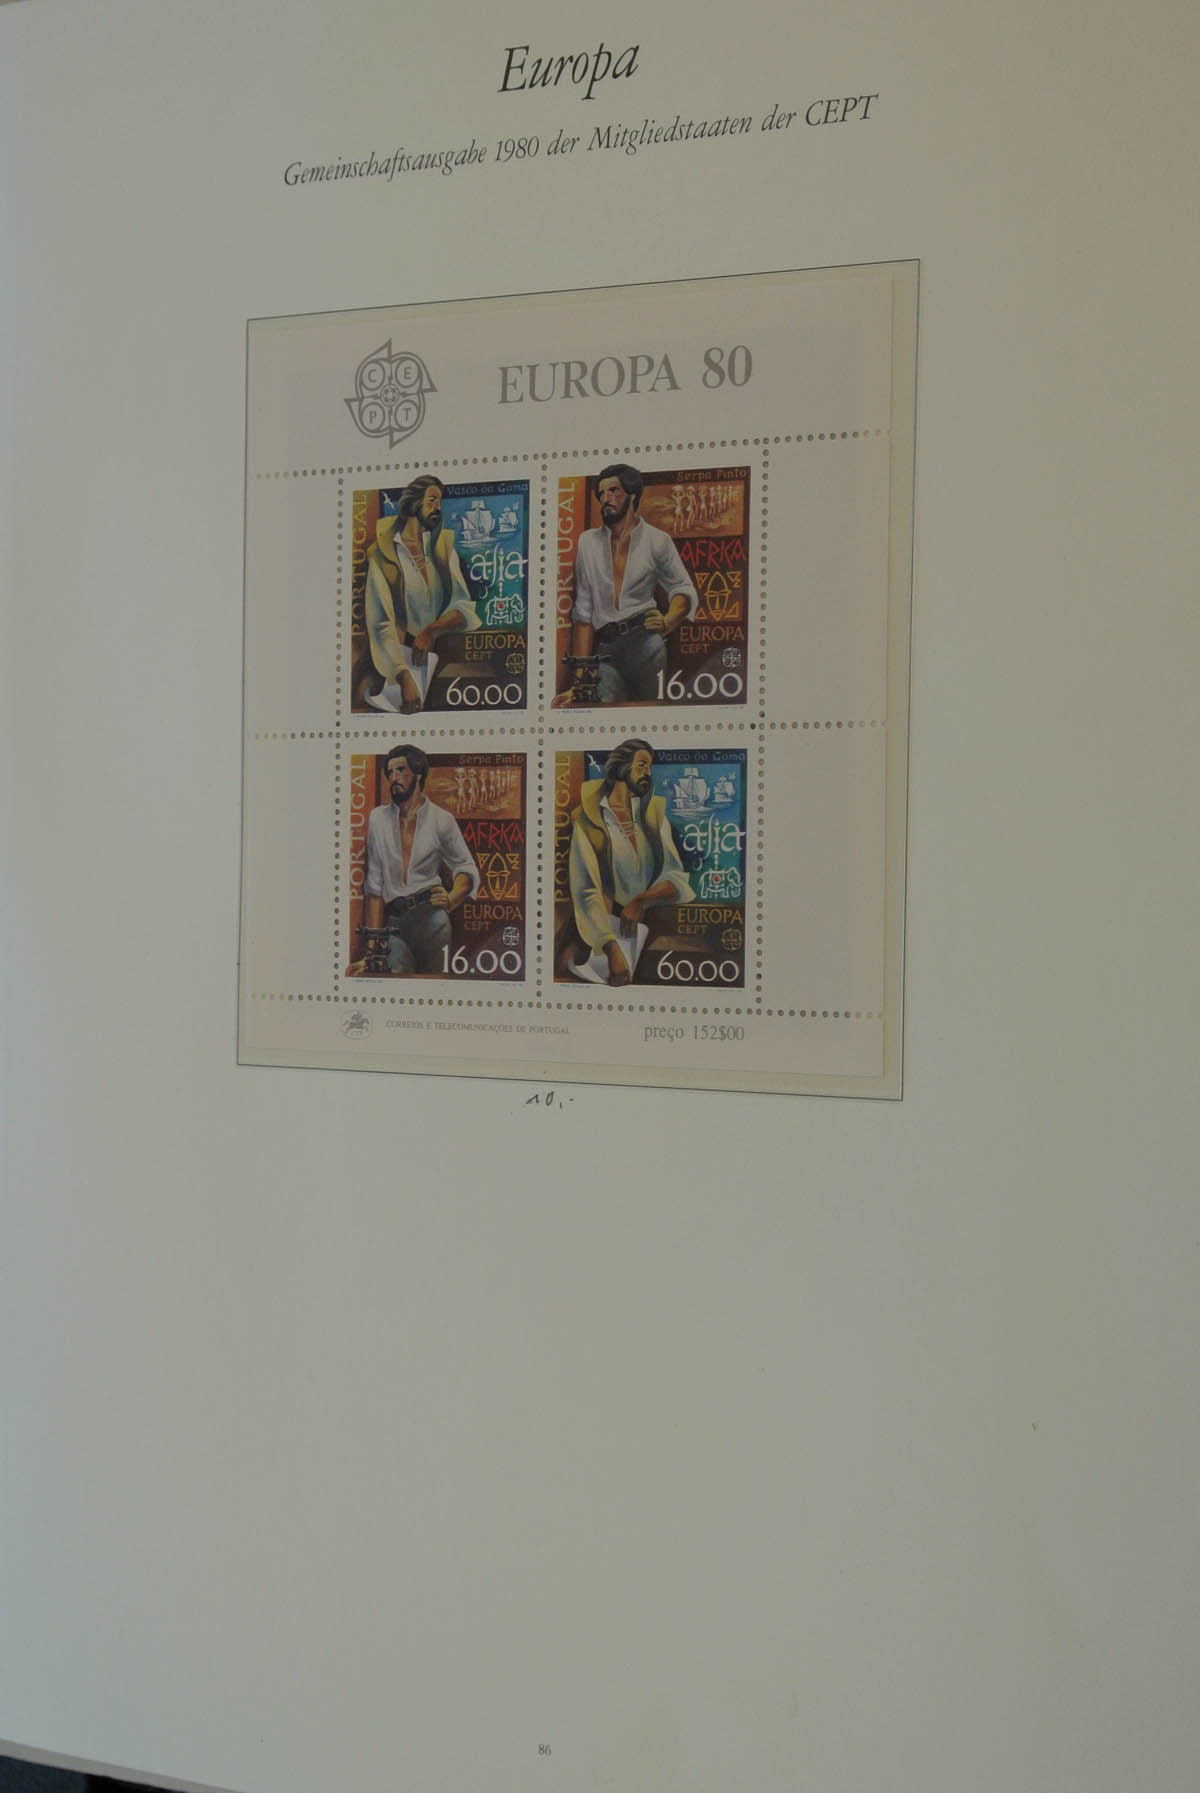 Europa
Gemeinschaftsausgabe 1980 der Mitgliedstaaten der CEPT
C E
P T
EUROPA 80
PORTUGAL
Vasco da Gama
asia
EUROPA
CEPT
60.00
PORTUGAL
Serpa Pinto
AFRICA
EUROPA
CEPT
16.00
PORTUGAL
Serpa Pinto
AFRICA
EUROPA
CEPT
16.00
PORTUGAL
Vasco da Gama
asia
EUROPA
CEPT
60.00
CORREIOS E TELECOMUNICAÇÕES DE PORTUGAL
preço 152$00
10,-
86